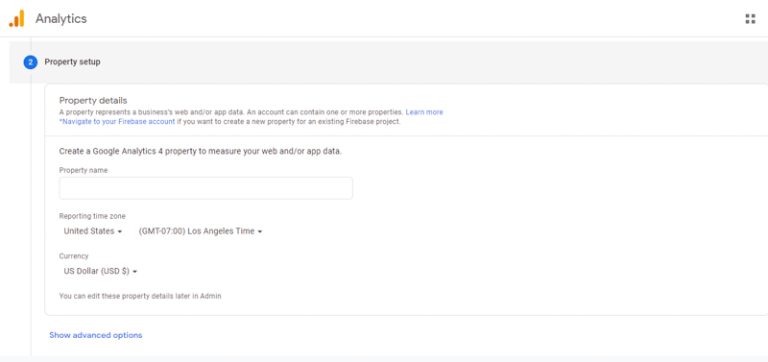 Analytics
2 Property setup
Property details
A property represents a business's web and/or app data. An account can contain one or more properties. Learn more
*Navigate to your Firebase account if you want to create a new property for an existing Firebase project.
Create a Google Analytics 4 property to measure your web and/or app data.
Property name
Reporting time zone
United States (GMT-07:00) Los Angeles Time
Currency
US Dollar (USD $)
You can edit these property details later in Admin
Show advanced options